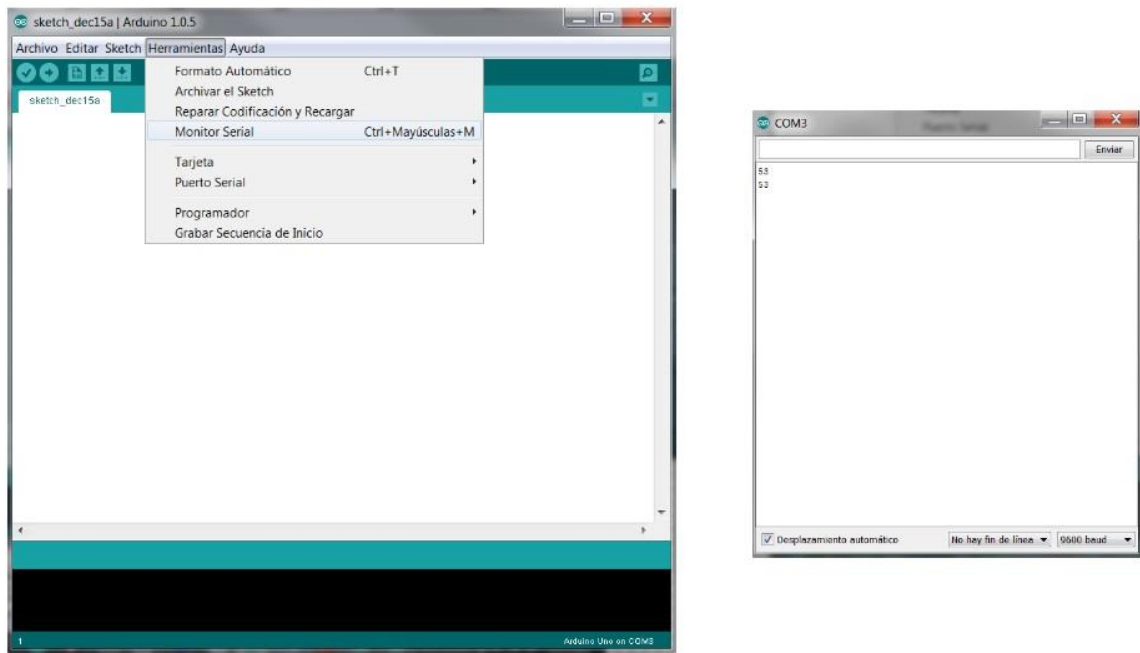 sketch_dec15a | Arduino 1.0.5
Archivo Editar Sketch Herramientas Ayuda
Formato Automático Ctrl+T
Archivar el Sketch
Reparar Codificación y Recargar
Monitor Serial Ctrl+Mayúsculas+M
Tarjeta
Puerto Serial
Programador
Grabar Secuencia de Inicio
sketch_dec15a
1
Arduino Uno on COM3
COM3
Enviar
53
53
Desplazamiento automático
No hay fin de línea
9600 baud